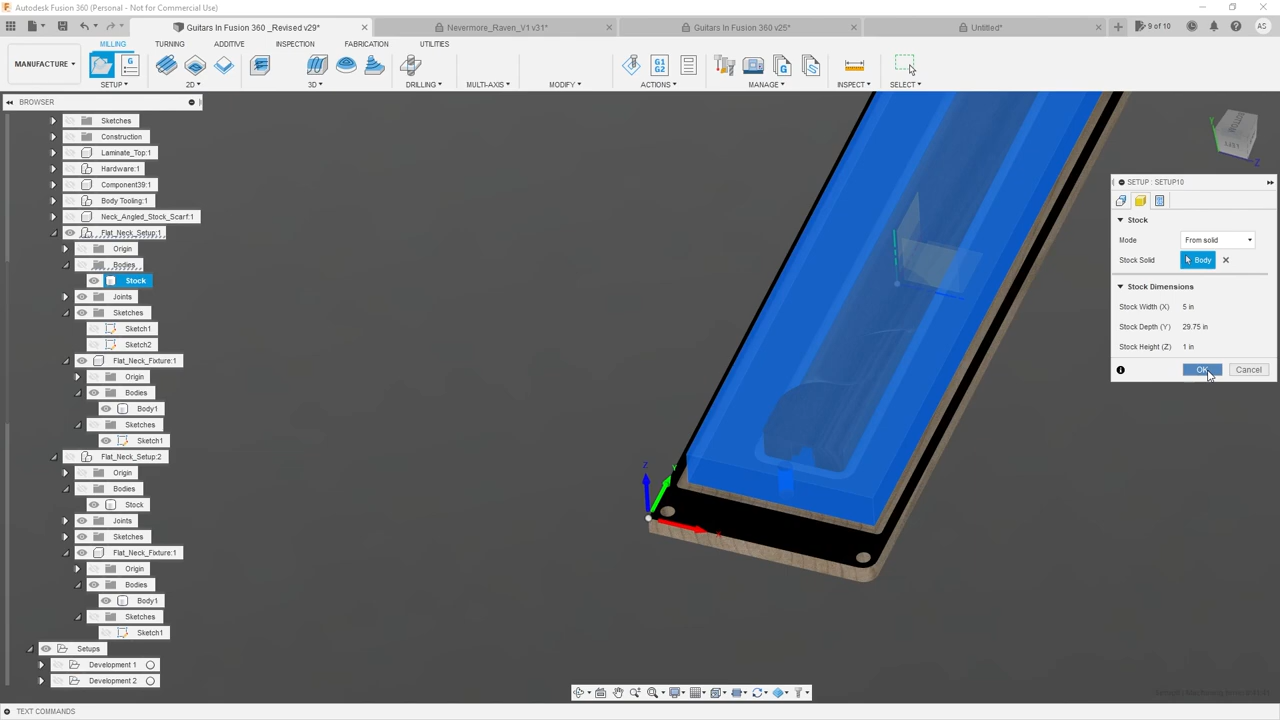 Autodesk Fusion 360 (Personal - Not for Commercial Use)
Guitars In Fusion 360 _Revised v29*
Nevermore_Raven_V1 v31*
Guitars In Fusion 360 v25*
Untitled*
9 of 10
AS
MILLING
TURNING
ADDITIVE
INSPECTION
FABRICATION
UTILITIES
MANUFACTURE
G1
G2
SETUP
2D
3D
DRILLING
MULTI-AXIS
MODIFY
ACTIONS
MANAGE
INSPECT
SELECT
BROWSER
Sketches
Construction
Laminate_Top:1
Hardware:1
Component39:1
Body Tooling:1
Neck_Angled_Stock_Scarf:1
Flat_Neck_Setup:1
Origin
Bodies
Stock
Joints
Sketches
Sketch1
Sketch2
Flat_Neck_Fixture:1
Origin
Bodies
Body1
Sketches
Sketch1
Flat_Neck_Setup:2
Origin
Bodies
Stock
Joints
Sketches
Flat_Neck_Fixture:1
Origin
Bodies
Body1
Sketches
Sketch1
Setups
Development 1
Development 2
Z
Y
X
Y
Z
SETUP : SETUP10
Stock
Mode From solid
Stock Solid Body
Stock Dimensions
Stock Width (X) 5 in
Stock Depth (Y) 29.75 in
Stock Height (Z) 1 in
OK Cancel
TEXT COMMANDS